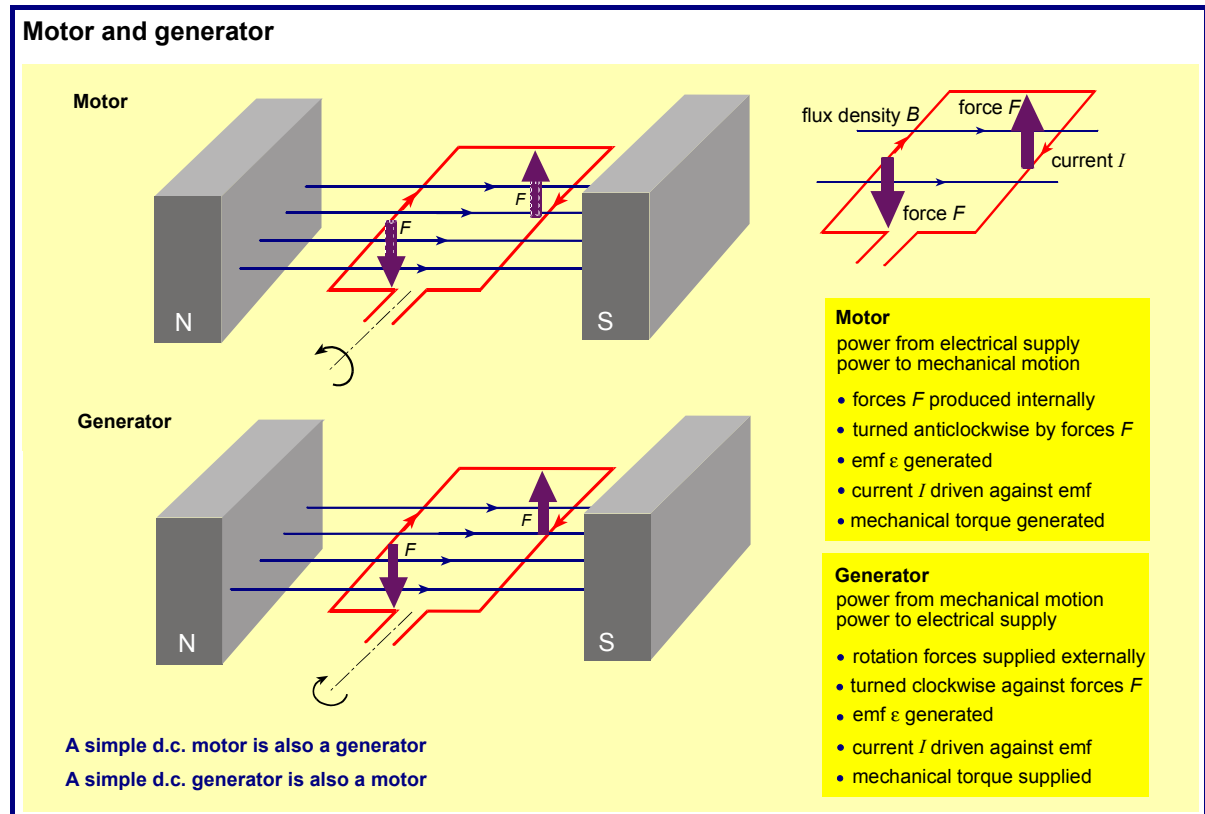 Motor and generator
Motor
F
F
N
S
flux density B
force F
current I
force F
Motor
power from electrical supply
power to mechanical motion
• forces F produced internally
• turned anticlockwise by forces F
• emf ε generated
• current I driven against emf
• mechanical torque generated
Generator
F
F
N
S
Generator
power from mechanical motion
power to electrical supply
• rotation forces supplied externally
• turned clockwise against forces F
• emf ε generated
• current I driven against emf
• mechanical torque supplied
A simple d.c. motor is also a generator
A simple d.c. generator is also a motor